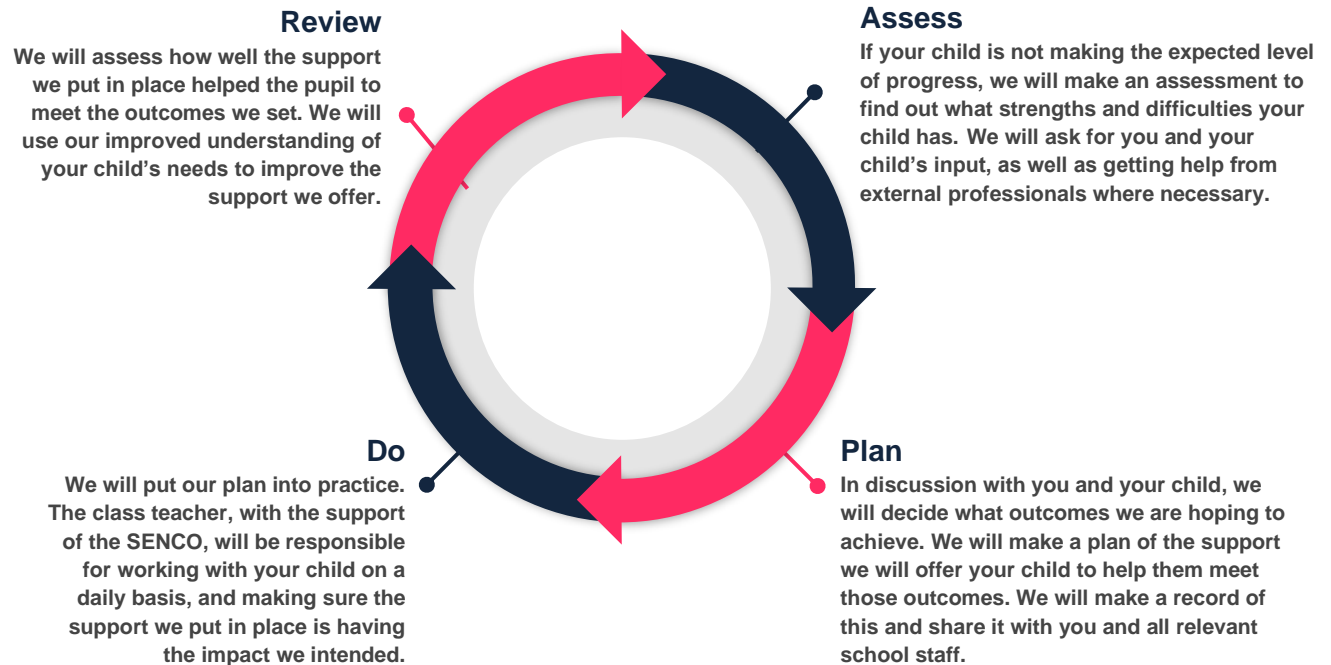 Review
We will assess how well the support
we put in place helped the pupil to
meet the outcomes we set. We will
use our improved understanding of
your child’s needs to improve the
support we offer.
Assess
If your child is not making the expected level
of progress, we will make an assessment to
find out what strengths and difficulties your
child has. We will ask for you and your
child’s input, as well as getting help from
external professionals where necessary.
Do
We will put our plan into practice.
The class teacher, with the support
of the SENCO, will be responsible
for working with your child on a
daily basis, and making sure the
support we put in place is having
the impact we intended.
Plan
In discussion with you and your child, we
will decide what outcomes we are hoping to
achieve. We will make a plan of the support
we will offer your child to help them meet
those outcomes. We will make a record of
this and share it with you and all relevant
school staff.